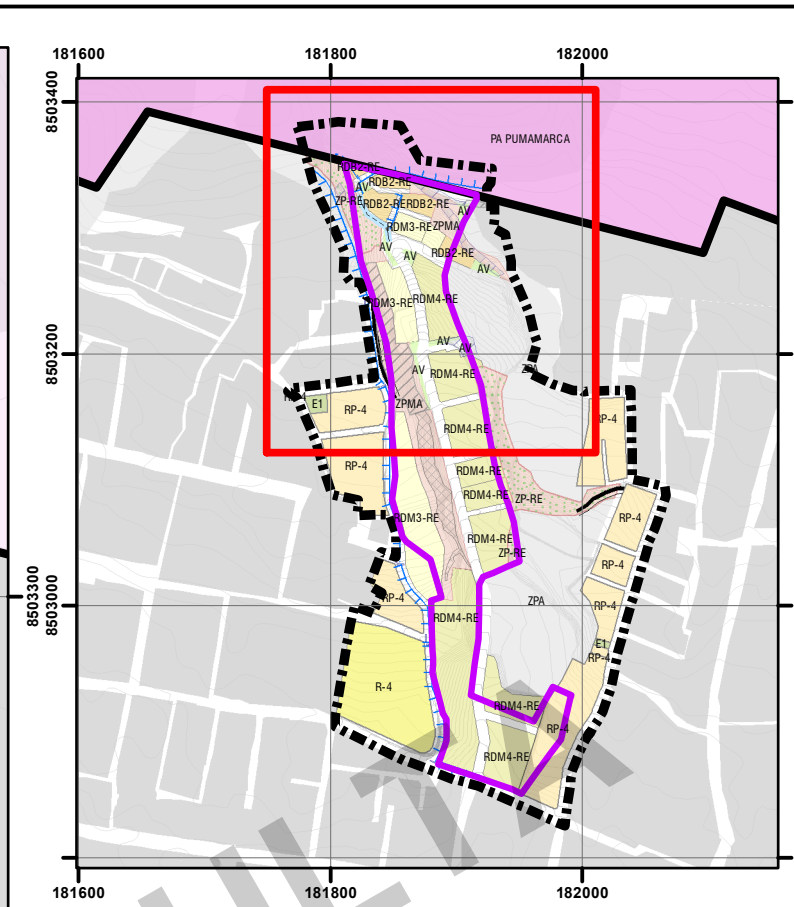 181600 181800 182000
8503400
PA PUMAMARCA
RDB2-RE
AV RDB2-RE
ZP-RE RDB2-RE RDB2-RE
AV
RDM3-RE ZPMA
AV AV RDB2-RE
AV
RDM3-RE RDM4-RE
8503200
AV AV
AV RDM4-RE ZPA
E1 RP-4 ZPMA
RP-4
RDM4-RE
RP-4 RDM4-RE
RDM4-RE ZP-RE
RDM3-RE RP-4
RDM4-RE
ZP-RE
RP-4
8503300
8503000
RP-4 ZPA RP-4
RDM4-RE
E1
RP-4
R-4
RDM4-RE
RP-4
RDM4-RE
181600 181800 182000